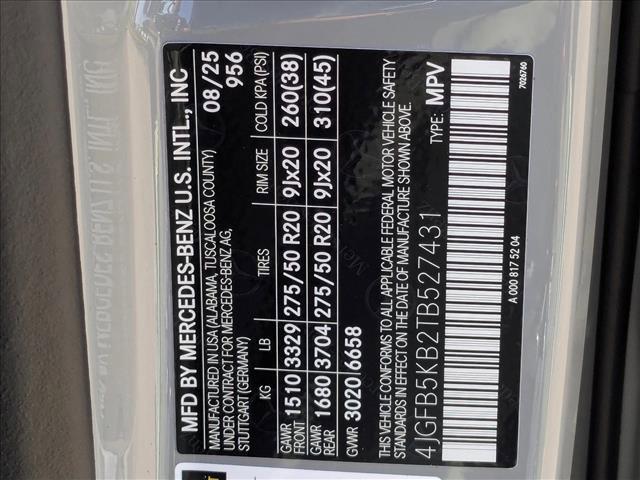 MFD BY MERCEDES-BENZ U.S. INTL., INC
MANUFACTURED IN USA (ALABAMA, TUSCALOOSA COUNTY) 08/25
UNDER CONTRACT FOR MERCEDES-BENZ AG, 956
STUTTGART (GERMANY)
KG LB TIRES RIM SIZE COLD KPA(PSI)
GAWR FRONT 1510 3329 275/50 R20 9Jx20 260(38)
GAWR REAR 1680 3704 275/50 R20 9Jx20 310(45)
GVWR 3020 6658
THIS VEHICLE CONFORMS TO ALL APPLICABLE FEDERAL MOTOR VEHICLE SAFETY
STANDARDS IN EFFECT ON THE DATE OF MANUFACTURE SHOWN ABOVE.
4JGFB5KB2TB527431 TYPE: MPV
A 000 817 52 04 7026760